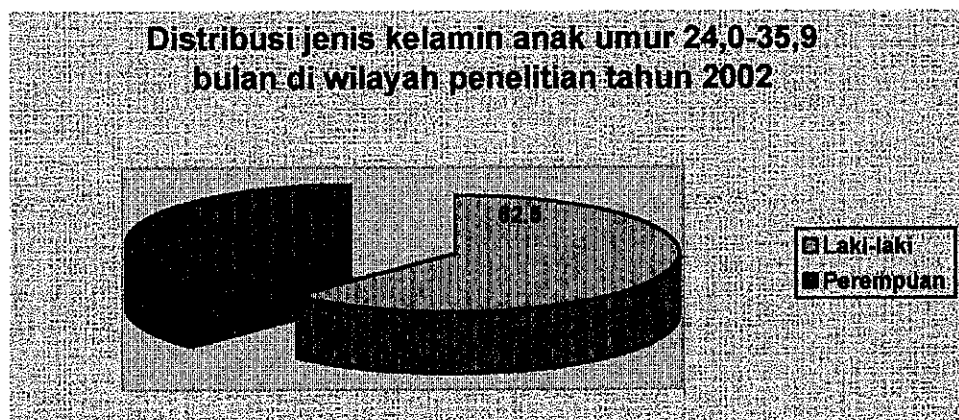 Distribusi jenis kelamin anak umur 24,0-35,9
bulan di wilayah penelitian tahun 2002
62.5
Laki-laki
Perempuan